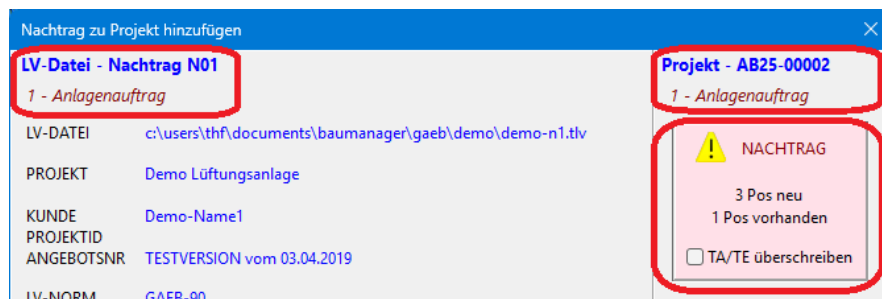 Nachtrag zu Projekt hinzufügen
LV-Datei - Nachtrag N01
1 - Anlagenauftrag
LV-DATEI c:\users\thf\documents\baumanager\gaeb\demo\demo-n1.tlv
PROJEKT Demo Lüftungsanlage
KUNDE Demo-Name1
PROJEKTID
ANGEBOTSNR TESTVERSION vom 03.04.2019
LV-NORM GAEB-90
Projekt - AB25-00002
1 - Anlagenauftrag
NACHTRAG
3 Pos neu
1 Pos vorhanden
TA/TE überschreiben